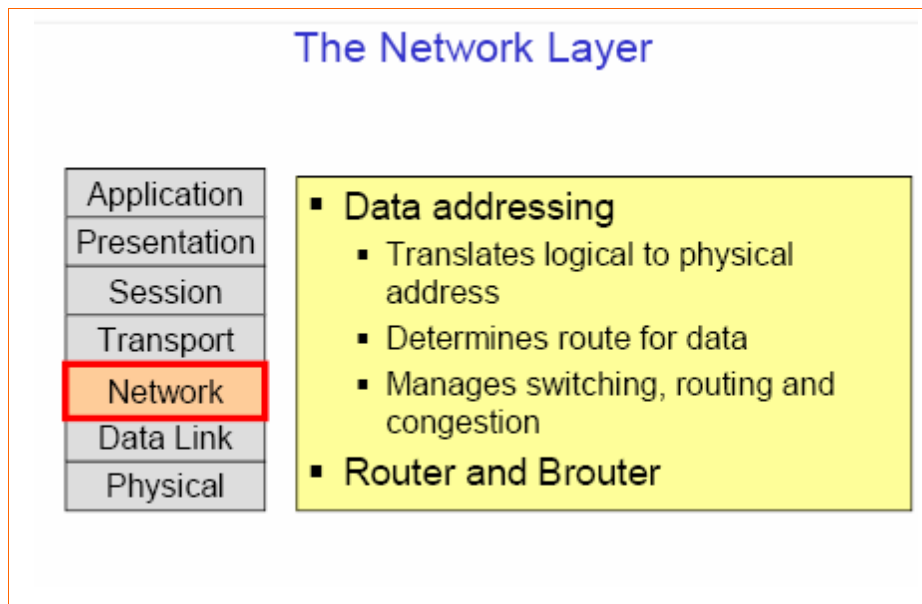 The Network Layer
Application
Presentation
Session
Transport
Network
Data Link
Physical
▪ Data addressing
▪ Translates logical to physical
address
▪ Determines route for data
▪ Manages switching, routing and
congestion
▪ Router and Brouter